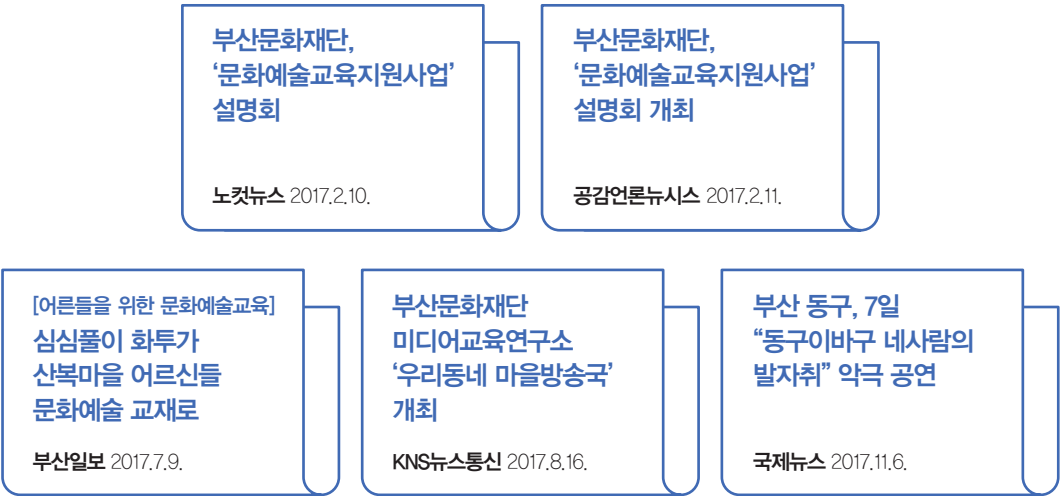 부산문화재단,
‘문화예술교육지원사업’
설명회
노컷뉴스 2017.2.10.
부산문화재단,
‘문화예술교육지원사업’
설명회 개최
공감언론뉴시스 2017.2.11.
[어른들을 위한 문화예술교육]
심심풀이 화투가
산복마을 어르신들
문화예술 교재로
부산일보 2017.7.9.
부산문화재단
미디어교육연구소
‘우리동네 마을방송국’
개최
KNS뉴스통신 2017.8.16.
부산 동구, 7일
“동구이바구 네사람의
발자취” 악극 공연
국제뉴스 2017.11.6.